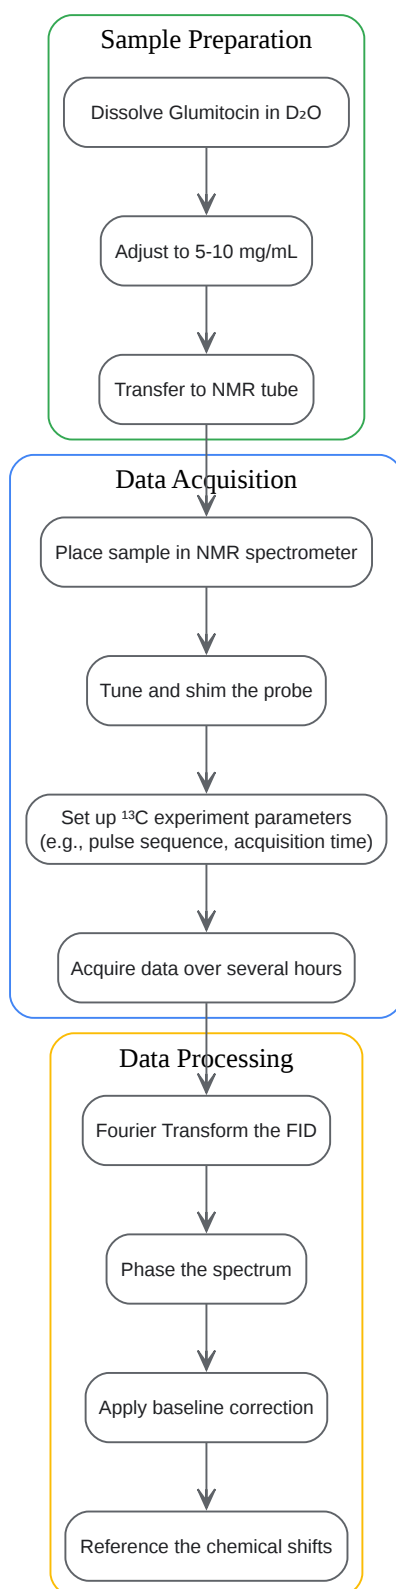 Sample Preparation
Dissolve Glumitocin in D₂O
Adjust to 5-10 mg/mL
Transfer to NMR tube
Data Acquisition
Place sample in NMR spectrometer
Tune and shim the probe
Set up ¹³C experiment parameters
(e.g., pulse sequence, acquisition time)
Acquire data over several hours
Data Processing
Fourier Transform the FID
Phase the spectrum
Apply baseline correction
Reference the chemical shifts